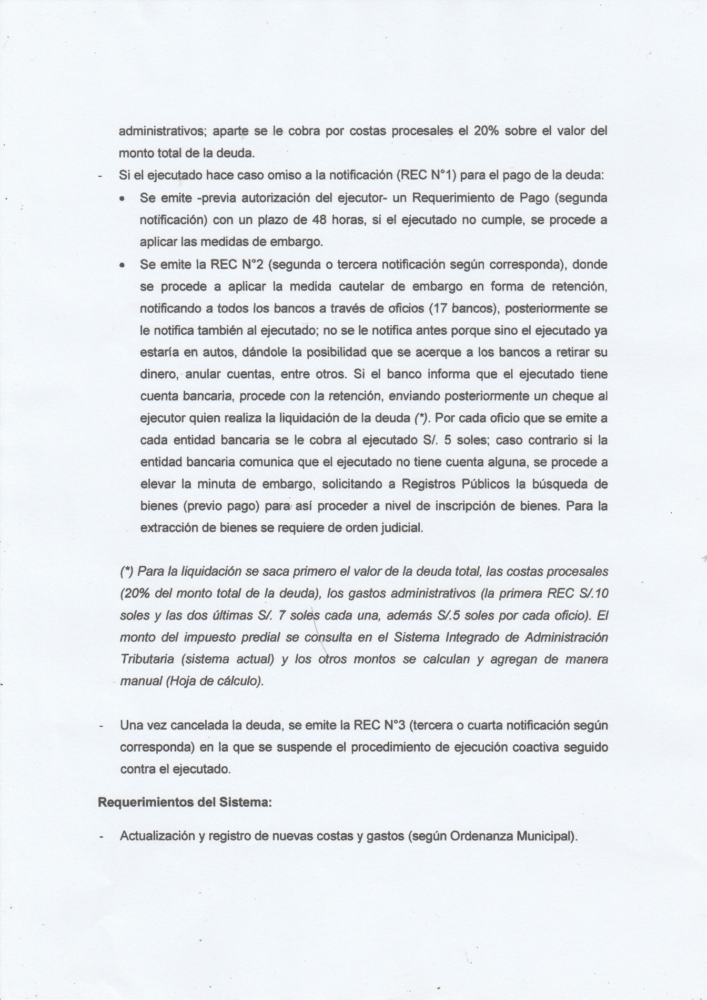 administrativos; aparte se le cobra por costas procesales el 20% sobre el valor del
monto total de la deuda.
- Si el ejecutado hace caso omiso a la notificación (REC N°1) para el pago de la deuda:
• Se emite -previa autorización del ejecutor- un Requerimiento de Pago (segunda
notificación) con un plazo de 48 horas, si el ejecutado no cumple, se procede a
aplicar las medidas de embargo.
• Se emite la REC N°2 (segunda o tercera notificación según corresponda), donde
se procede a aplicar la medida cautelar de embargo en forma de retención,
notificando a todos los bancos a través de oficios (17 bancos), posteriormente se
le notifica también al ejecutado; no se le notifica antes porque sino el ejecutado ya
estaría en autos, dándole la posibilidad que se acerque a los bancos a retirar su
dinero, anular cuentas, entre otros. Si el banco informa que el ejecutado tiene
cuenta bancaria, procede con la retención, enviando posteriormente un cheque al
ejecutor quien realiza la liquidación de la deuda (*). Por cada oficio que se emite a
cada entidad bancaria se le cobra al ejecutado S/. 5 soles; caso contrario si la
entidad bancaria comunica que el ejecutado no tiene cuenta alguna, se procede a
elevar la minuta de embargo, solicitando a Registros Públicos la búsqueda de
bienes (previo pago) para así proceder a nivel de inscripción de bienes. Para la
extracción de bienes se requiere de orden judicial.
(*) Para la liquidación se saca primero el valor de la deuda total, las costas procesales
(20% del monto total de la deuda), los gastos administrativos (la primera REC S/.10
soles y las dos últimas S/. 7 soles cada una, además S/.5 soles por cada oficio). El
monto del impuesto predial se consulta en el Sistema Integrado de Administración
Tributaria (sistema actual) y los otros montos se calculan y agregan de manera
manual (Hoja de cálculo).
- Una vez cancelada la deuda, se emite la REC N°3 (tercera o cuarta notificación según
corresponda) en la que se suspende el procedimiento de ejecución coactiva seguido
contra el ejecutado.
Requerimientos del Sistema:
- Actualización y registro de nuevas costas y gastos (según Ordenanza Municipal).